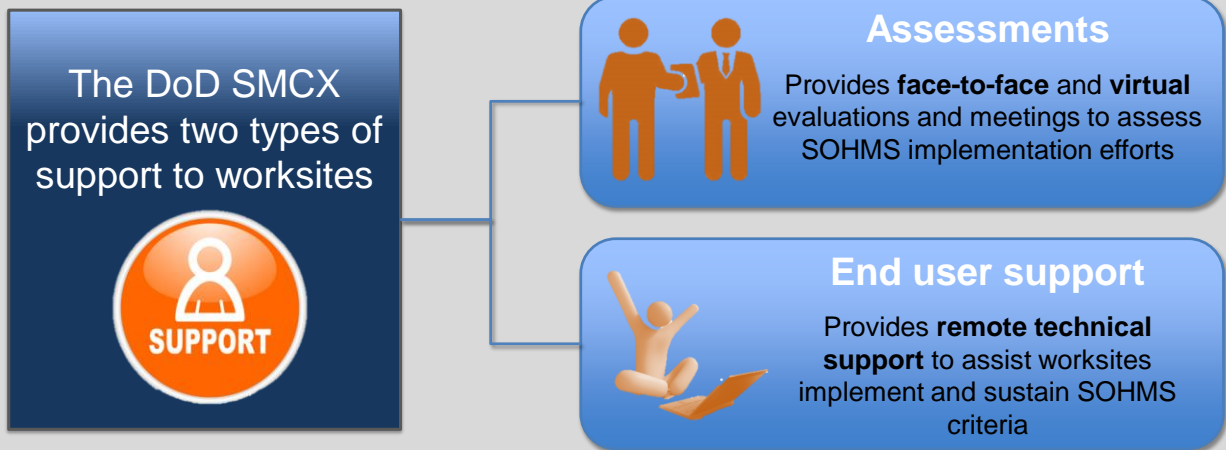 The DoD SMCX
provides two types of
support to worksites
SUPPORT
Assessments
Provides face-to-face and virtual
evaluations and meetings to assess
SOHMS implementation efforts
End user support
Provides remote technical
support to assist worksites
implement and sustain SOHMS
criteria